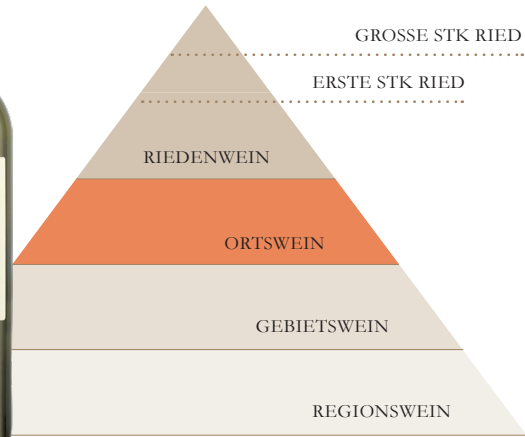 GROSSE STK RIED
ERSTE STK RIED
RIEDENWEIN
ORTSWEIN
GEBIETSWEIN
REGIONSWEIN